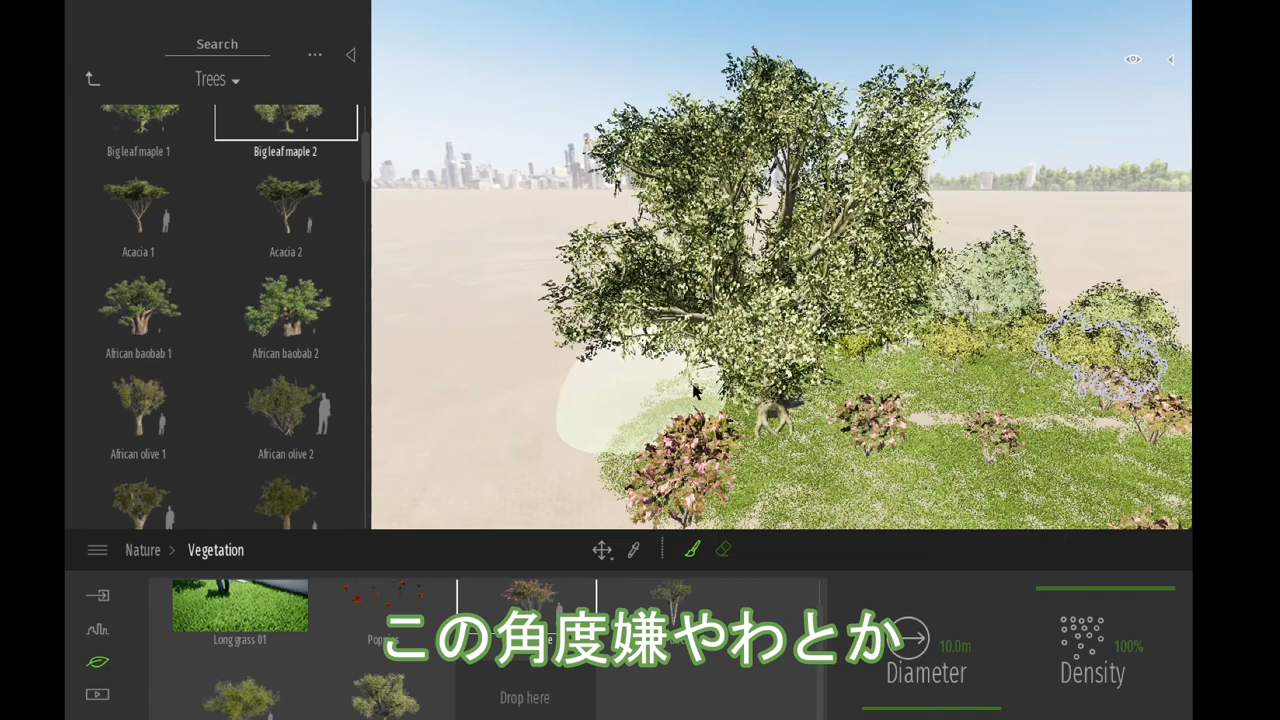 Search
Trees
Big leaf maple 1
Big leaf maple 2
Acacia 1
Acacia 2
African baobab 1
African baobab 2
African olive 1
African olive 2
Nature > Vegetation
Long grass 01
この角度嫌やわとか
10.0m
Diameter
100%
Density
Drop here